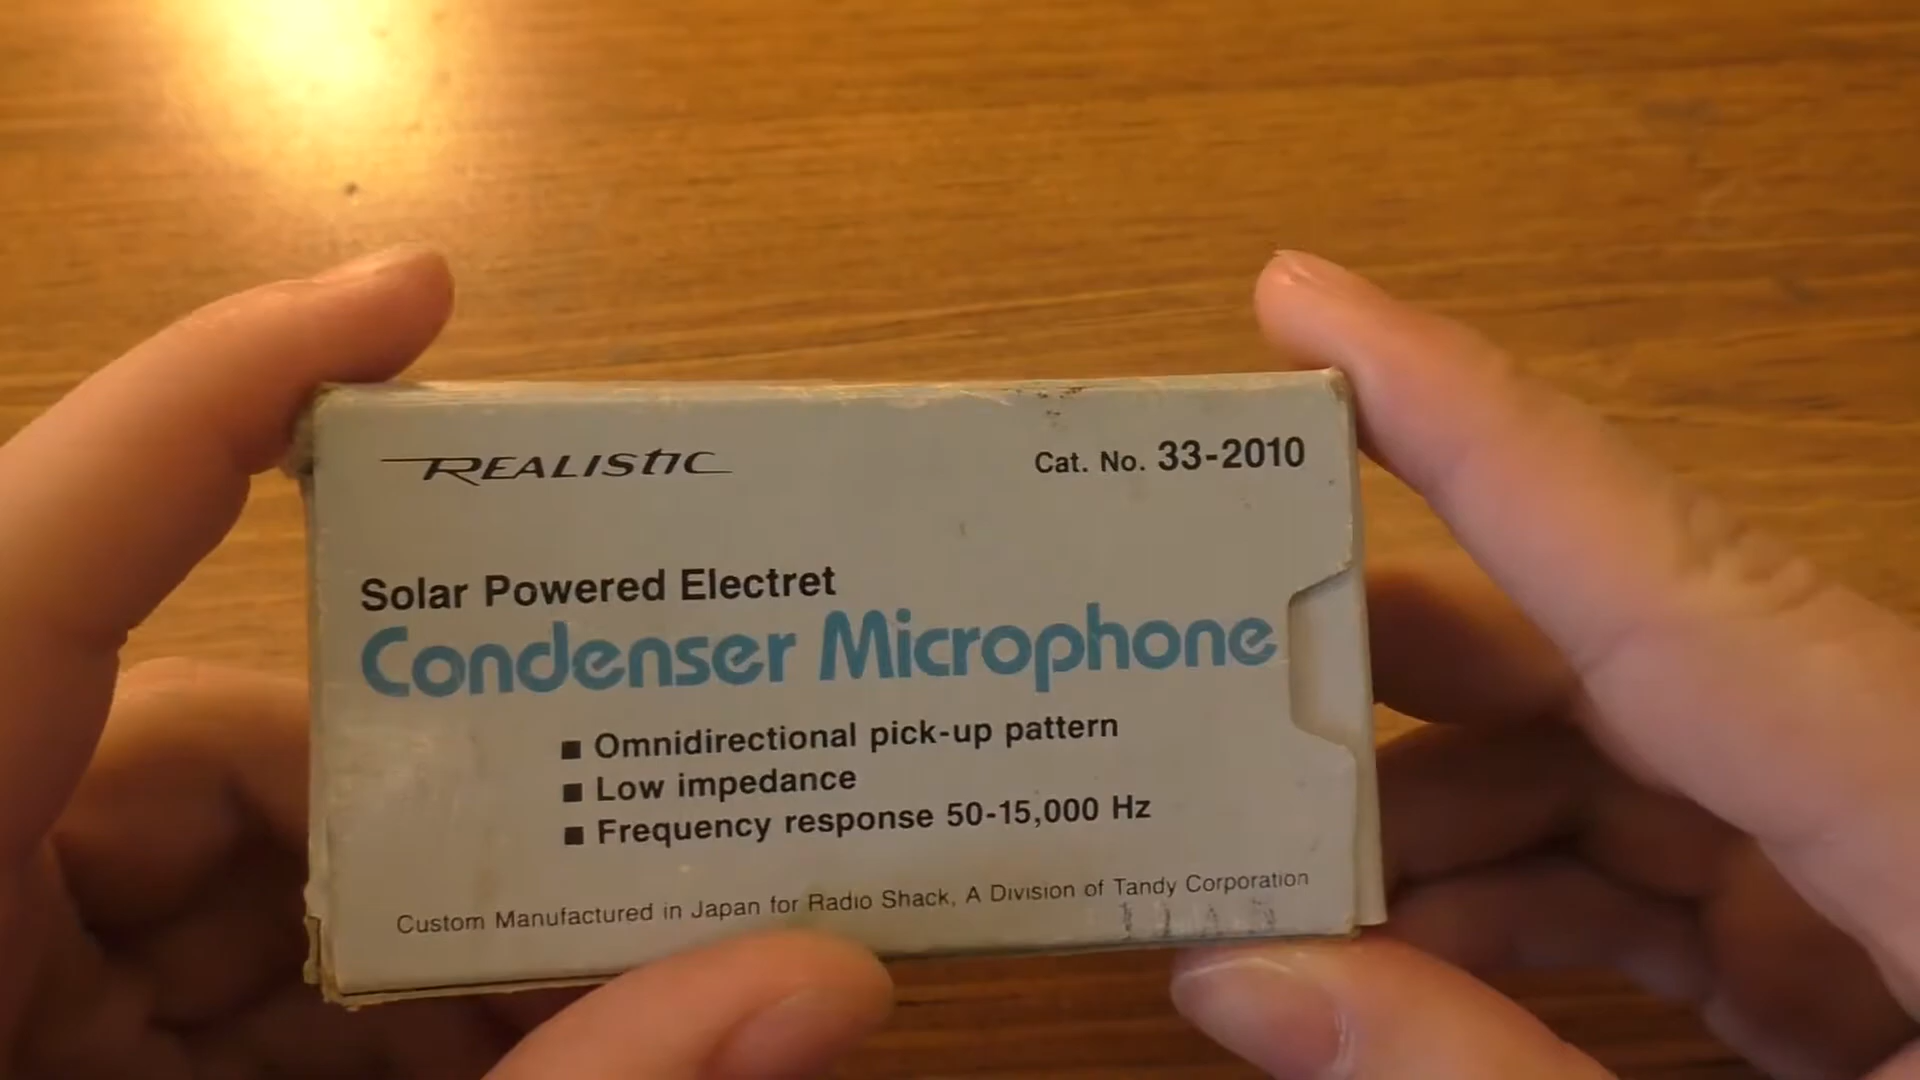 REALISTIC
Cat. No. 33-2010
Solar Powered Electret
Condenser Microphone
■ Omnidirectional pick-up pattern
■ Low impedance
■ Frequency response 50-15,000 Hz
Custom Manufactured in Japan for Radio Shack, A Division of Tandy Corporation